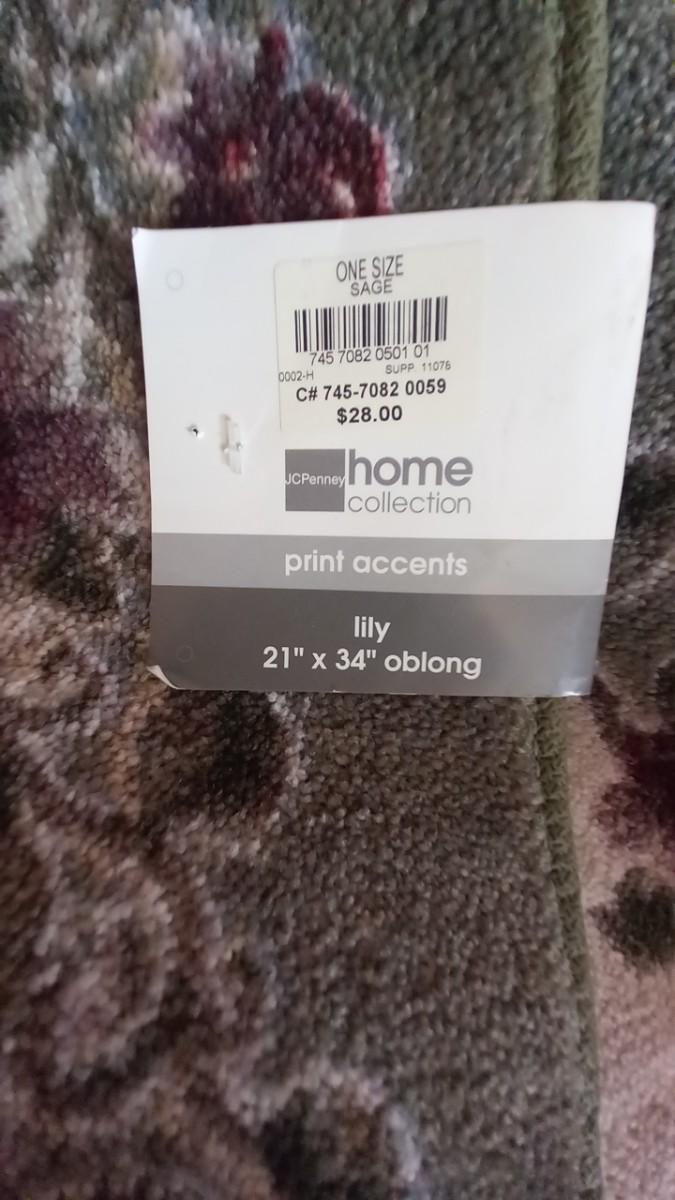 ONE SIZE
SAGE
745 7082 0501 01
0002-H SUPP. 11076
C# 745-7082 0059
$28.00
JCPenney home
collection
print accents
lily
21" x 34" oblong